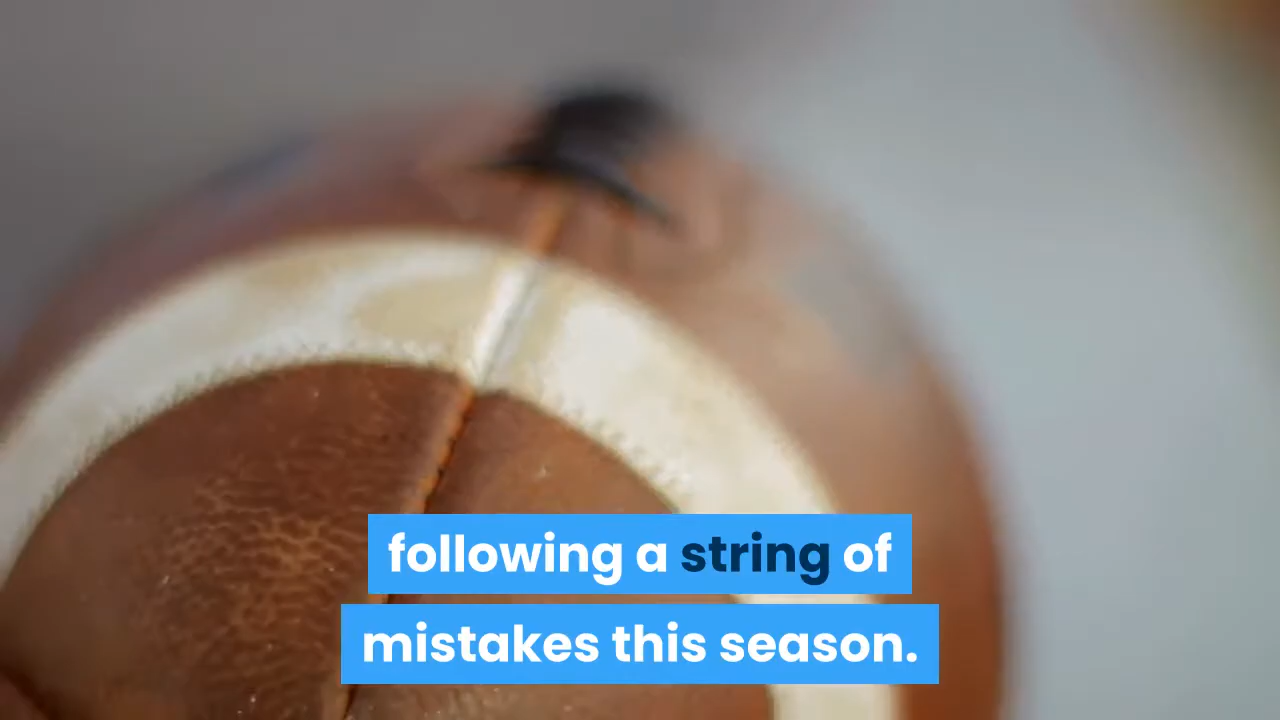 following a string of
mistakes this season.